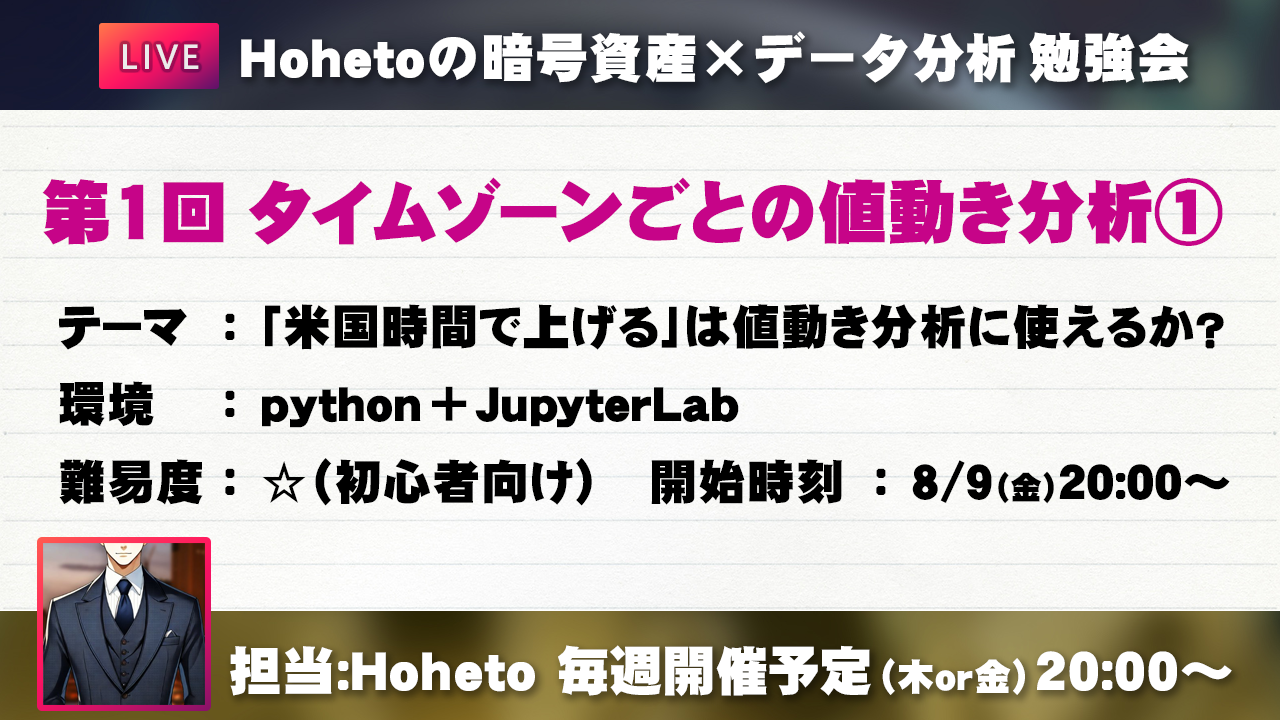 LIVE Hohetoの暗号資産×データ分析 勉強会
第1回 タイムゾーンごとの値動き分析①
テーマ ：「米国時間で上げる」は値動き分析に使えるか?
環境 ： python＋JupyterLab
難易度： ☆（初心者向け） 開始時刻 ： 8/9(金)20:00～
担当:Hoheto 毎週開催予定（木or金）20:00～